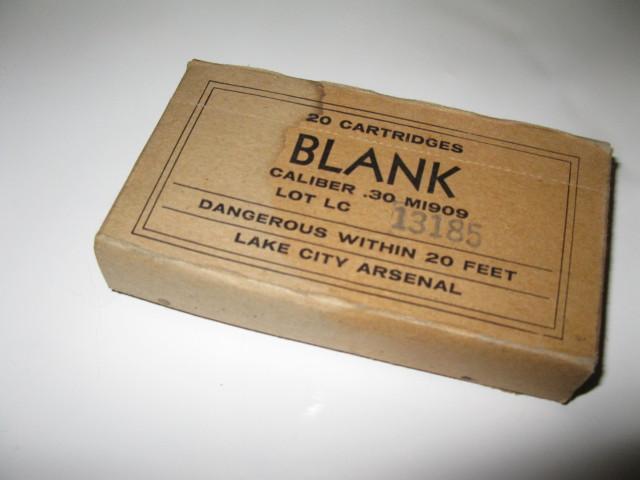 20 CARTRIDGES
BLANK
CALIBER .30 M1909
LOT LC 13185
DANGEROUS WITHIN 20 FEET
LAKE CITY ARSENAL